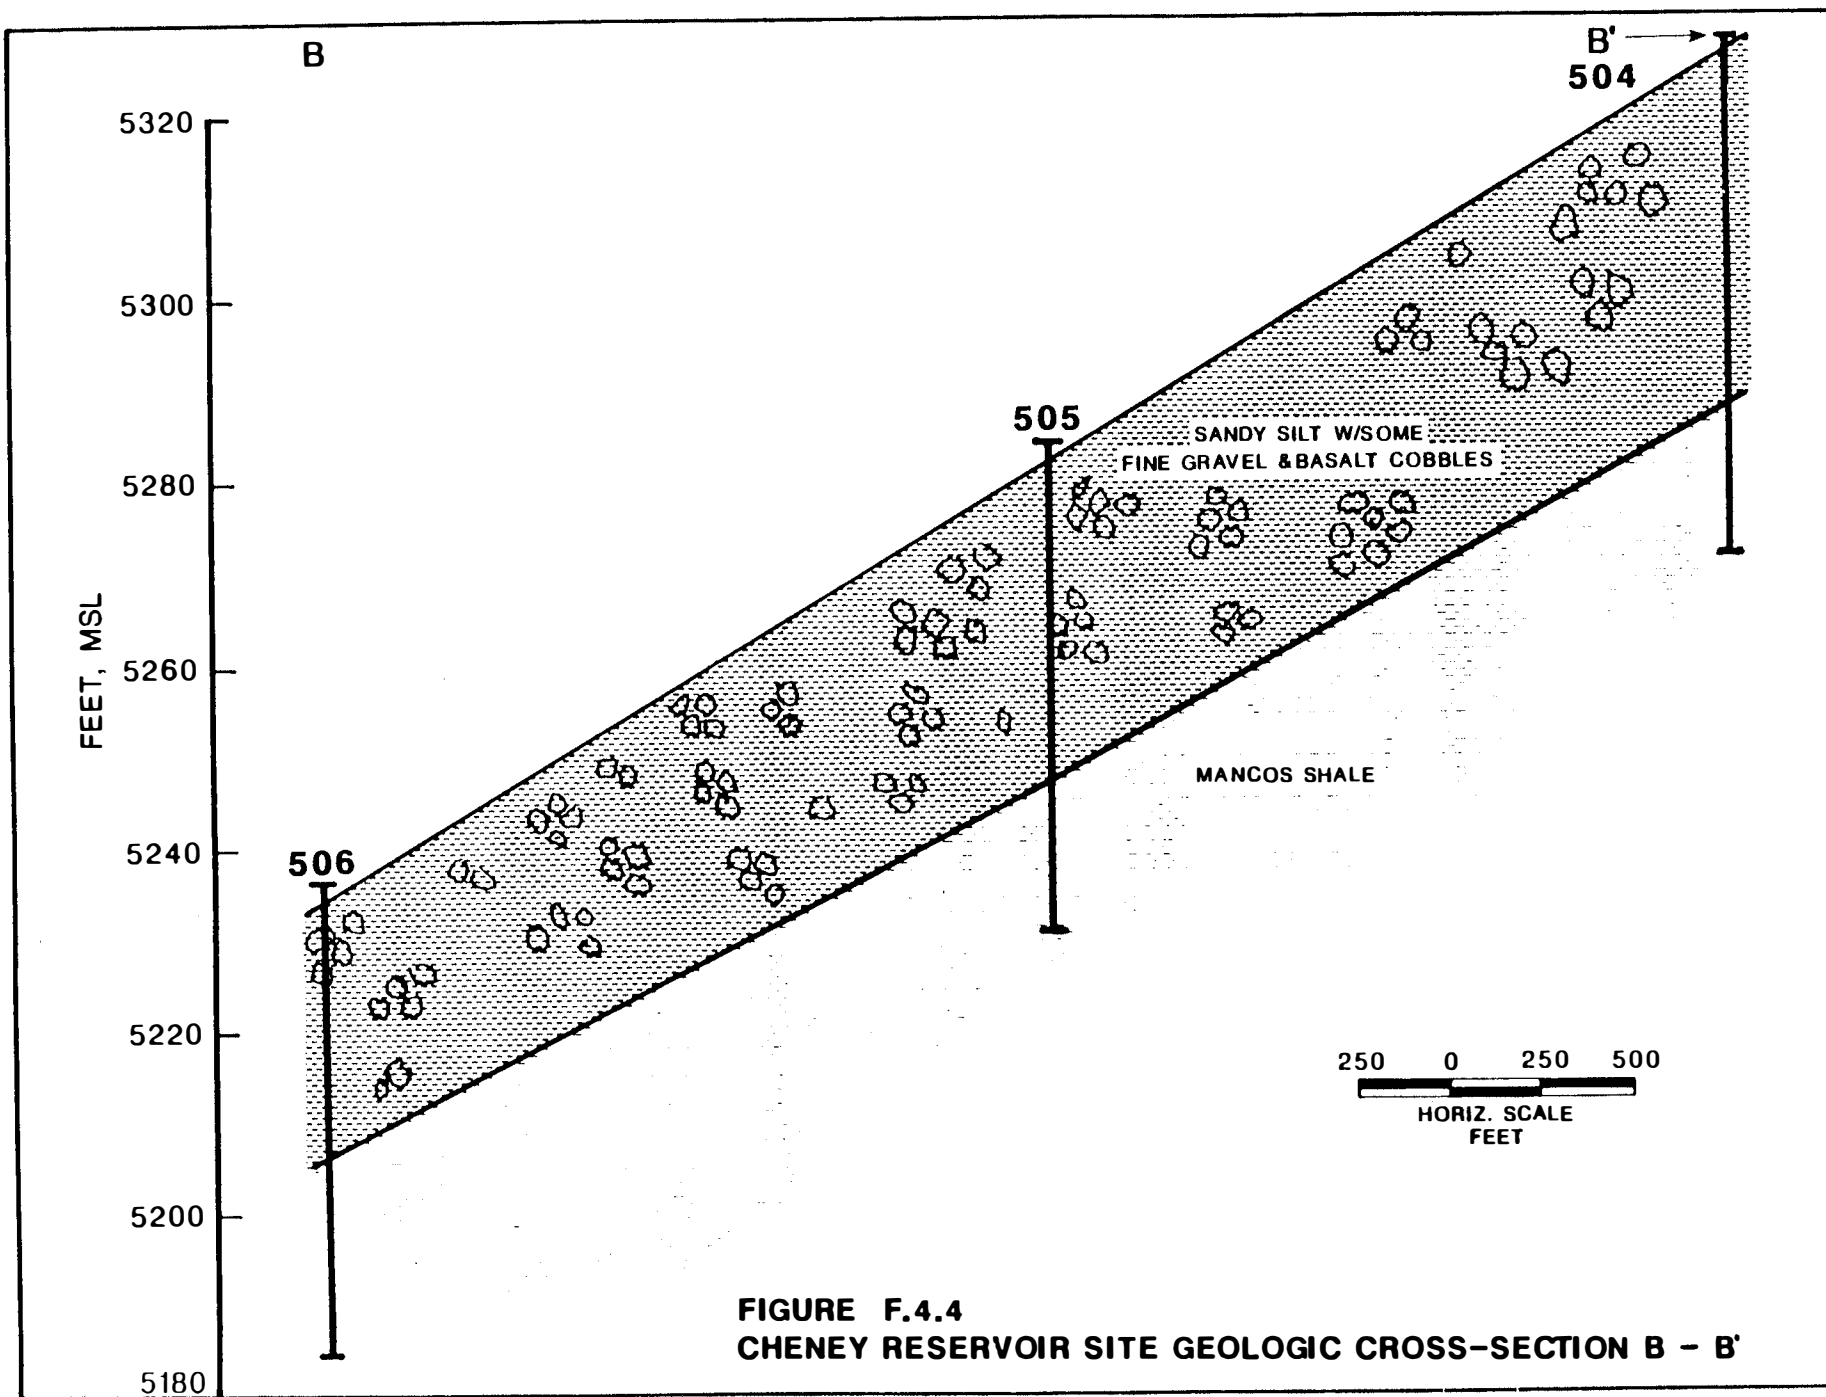 B
B'
504
5320
5300
505
SANDY SILT W/SOME
FINE GRAVEL & BASALT COBBLES
5280
FEET, MSL
5260
MANCOS SHALE
5240
506
5220
250 0 250 500
HORIZ. SCALE
FEET
5200
FIGURE F.4.4
CHENEY RESERVOIR SITE GEOLOGIC CROSS-SECTION B - B'
5180